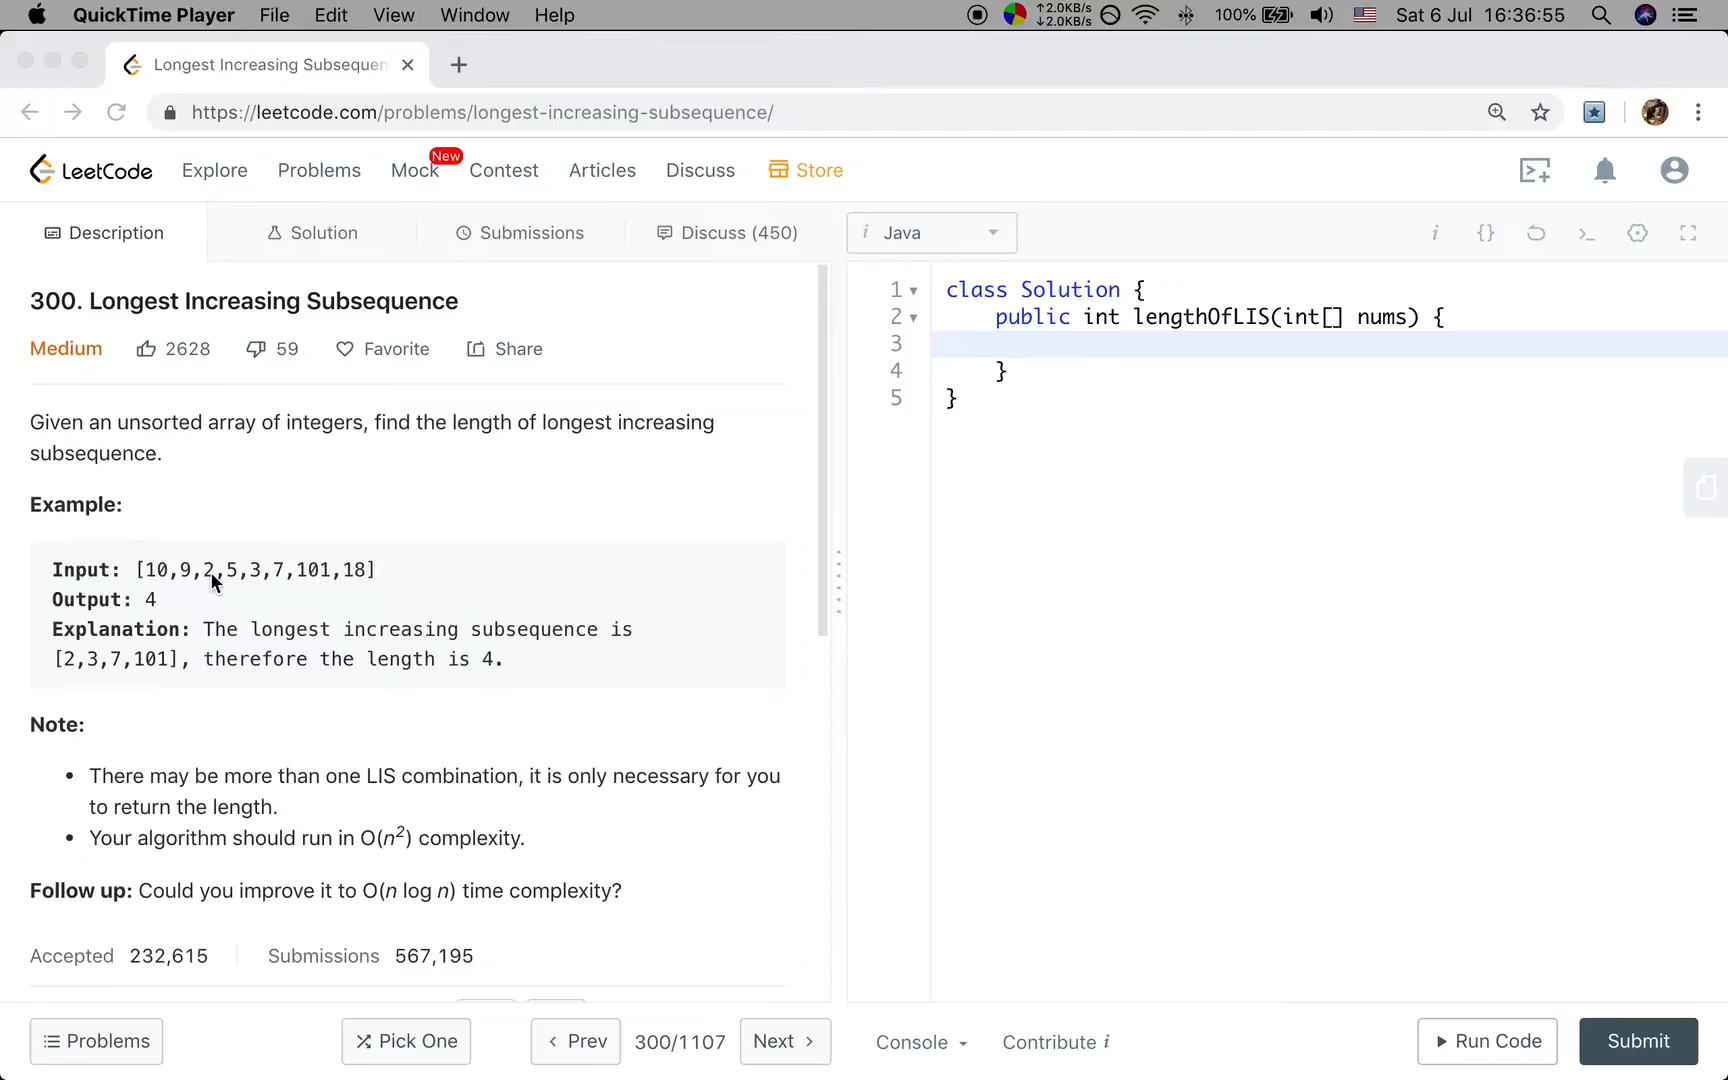 QuickTime Player File Edit View Window Help ↑2.0KB/s ↓2.0KB/s 100% Sat 6 Jul 16:36:55
Longest Increasing Subsequen
https://leetcode.com/problems/longest-increasing-subsequence/
LeetCode Explore Problems Mock New Contest Articles Discuss Store
Description Solution Submissions Discuss (450) i Java i {}
300. Longest Increasing Subsequence
Medium 2628 59 Favorite Share
Given an unsorted array of integers, find the length of longest increasing
subsequence.
Example:
Input: [10,9,2,5,3,7,101,18]
Output: 4
Explanation: The longest increasing subsequence is
[2,3,7,101], therefore the length is 4.
Note:
• There may be more than one LIS combination, it is only necessary for you
to return the length.
• Your algorithm should run in O(n²) complexity.
Follow up: Could you improve it to O(n log n) time complexity?
Accepted 232,615 Submissions 567,195
1 class Solution {
2 public int lengthOfLIS(int[] nums) {
3
4 }
5 }
Problems Pick One Prev 300/1107 Next Console Contribute i Run Code Submit